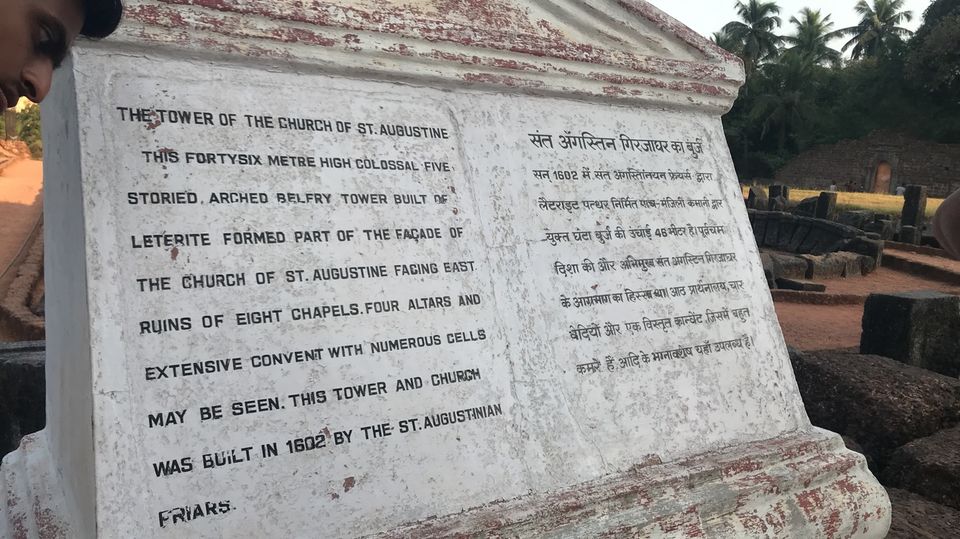 THE TOWER OF THE CHURCH OF ST. AUGUSTINE
THIS FORTYSIX METRE HIGH COLOSSAL FIVE
STORIED, ARCHED BELFRY TOWER BUILT OF
LETERITE FORMED PART OF THE FAÇADE OF
THE CHURCH OF ST. AUGUSTINE FACING EAST.
RUINS OF EIGHT CHAPELS. FOUR ALTARS AND
EXTENSIVE CONVENT WITH NUMEROUS CELLS
MAY BE SEEN. THIS TOWER AND CHURCH
WAS BUILT IN 1602 BY THE ST. AUGUSTINIAN
FRIARS.
संत ऑगस्तिन गिरजाघर का बुर्ज
सन् 1602 में संत अगस्तिनियन फ्रेयर्स द्वारा
लैटराइट पत्थर निर्मित पाच-मंजिली कमानी द्वार
युक्त घंटा बुर्ज की उंचाई 46 मीटर है। पूर्वोत्तम
दिशा की और अभिमुख संत अगस्टिन गिरजाघर
के अग्रभाग का हिस्सा था। आठ प्रार्थनालय, चार
वेदियों और एक विस्तृत कान्वेंट, जिसमें बहुत
कमरे हैं, आदि के भग्नावशेष यहाँ उपलब्ध है।